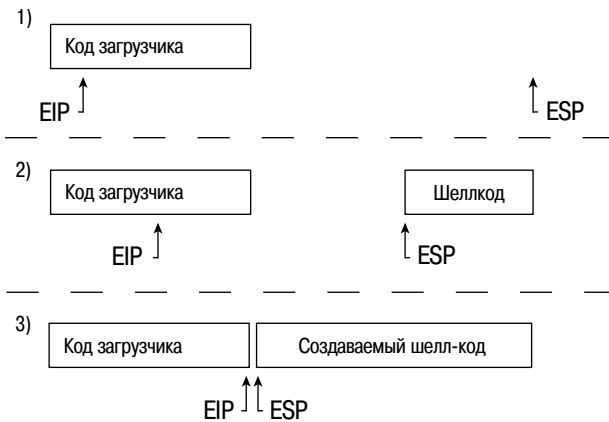 1)
Код загрузчика
EIP
ESP
2)
Код загрузчика
Шеллкод
EIP
ESP
3)
Код загрузчика
Создаваемый шелл-код
EIP
ESP